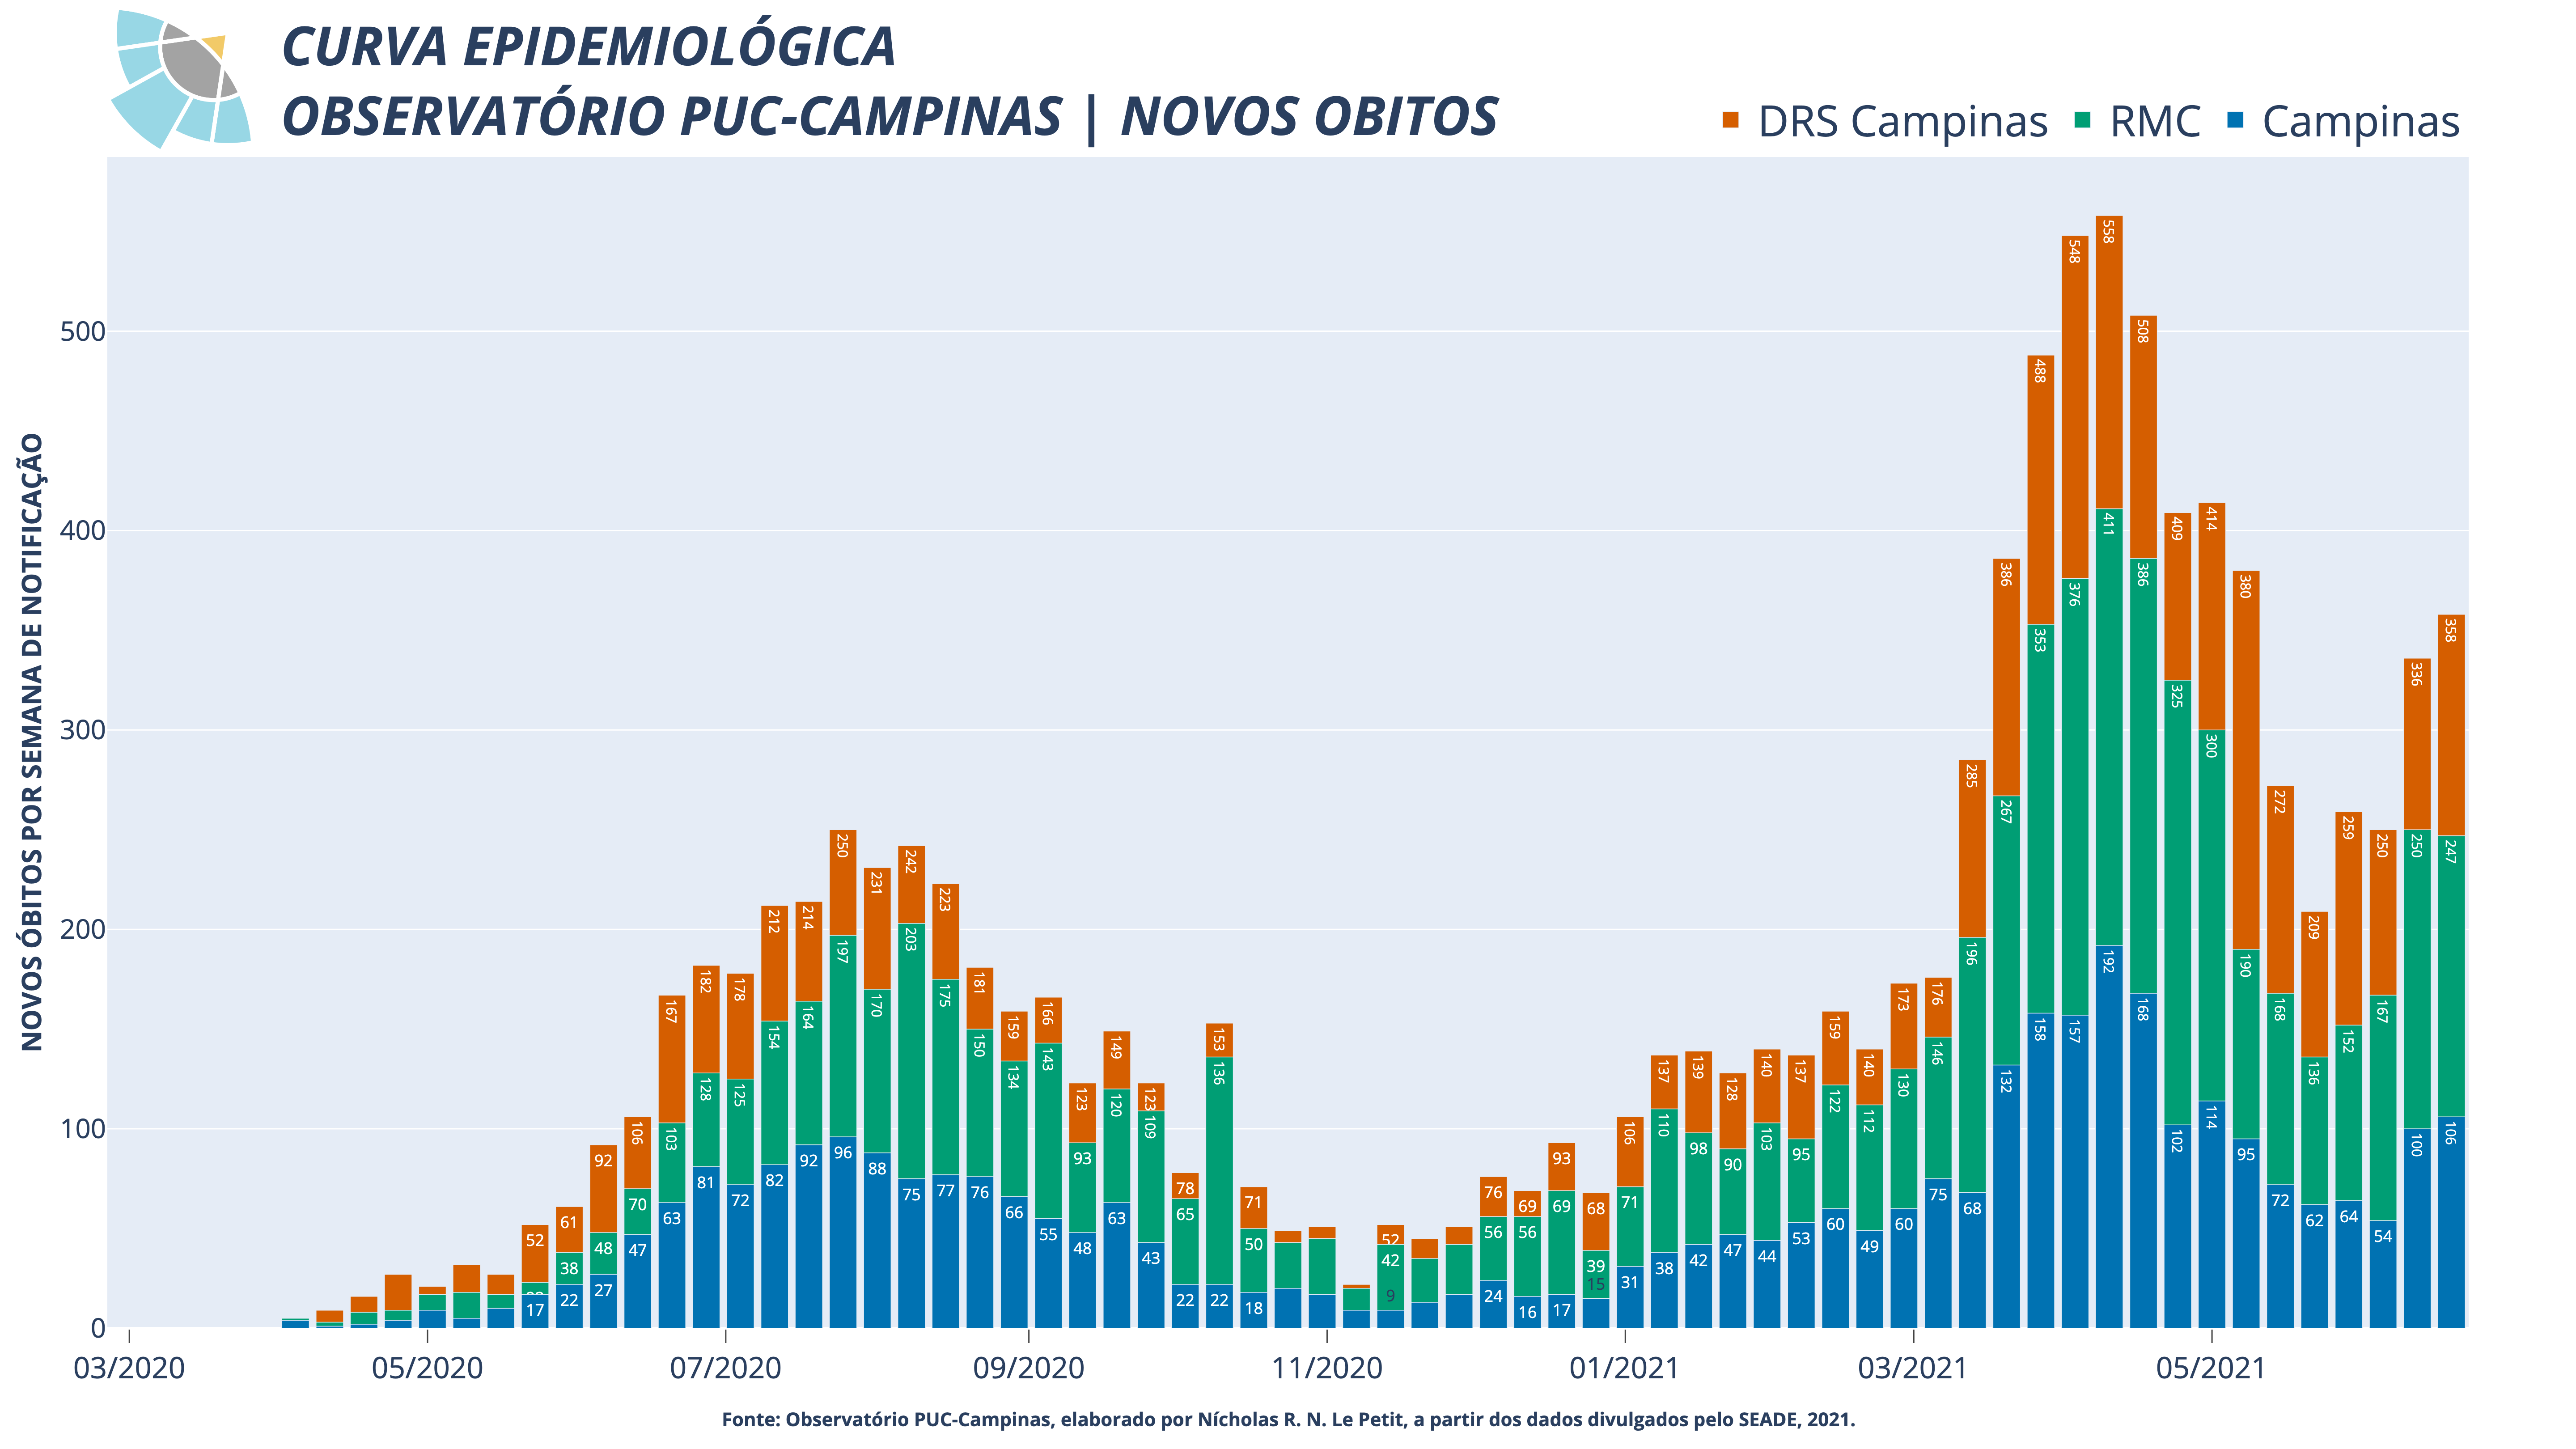 CURVA EPIDEMIOLÓGICA
OBSERVATÓRIO PUC-CAMPINAS | NOVOS OBITOS
DRS Campinas RMC Campinas
NOVOS ÓBITOS POR SEMANA DE NOTIFICAÇÃO
500
400
300
200
100
0
52 17
61 38 22
92 48 27
106 70 47
167 103 63
182 128 81
178 125 72
212 154 82
214 164 92
250 197 96
231 170 88
242 203 75
223 175 77
181 150 76
159 134 66
166 143 55
123 93 48
149 120 63
123 109 43
78 65 22
153 136 22
71 50 18
52 42 9
76 56 24
69 56 16
93 69 17
68 39 15
106 71 31
137 110 38
139 98 42
128 90 47
140 103 44
137 95 53
159 122 60
140 112 49
173 130 60
176 146 75
285 196 68
386 267 132
488 353 158
548 376 157
558 411 192
508 386 168
409 325 102
414 300 114
380 190 95
272 168 72
209 136 62
259 152 64
250 167 54
336 250 100
358 247 106
03/2020 05/2020 07/2020 09/2020 11/2020 01/2021 03/2021 05/2021
Fonte: Observatório PUC-Campinas, elaborado por Nícholas R. N. Le Petit, a partir dos dados divulgados pelo SEADE, 2021.